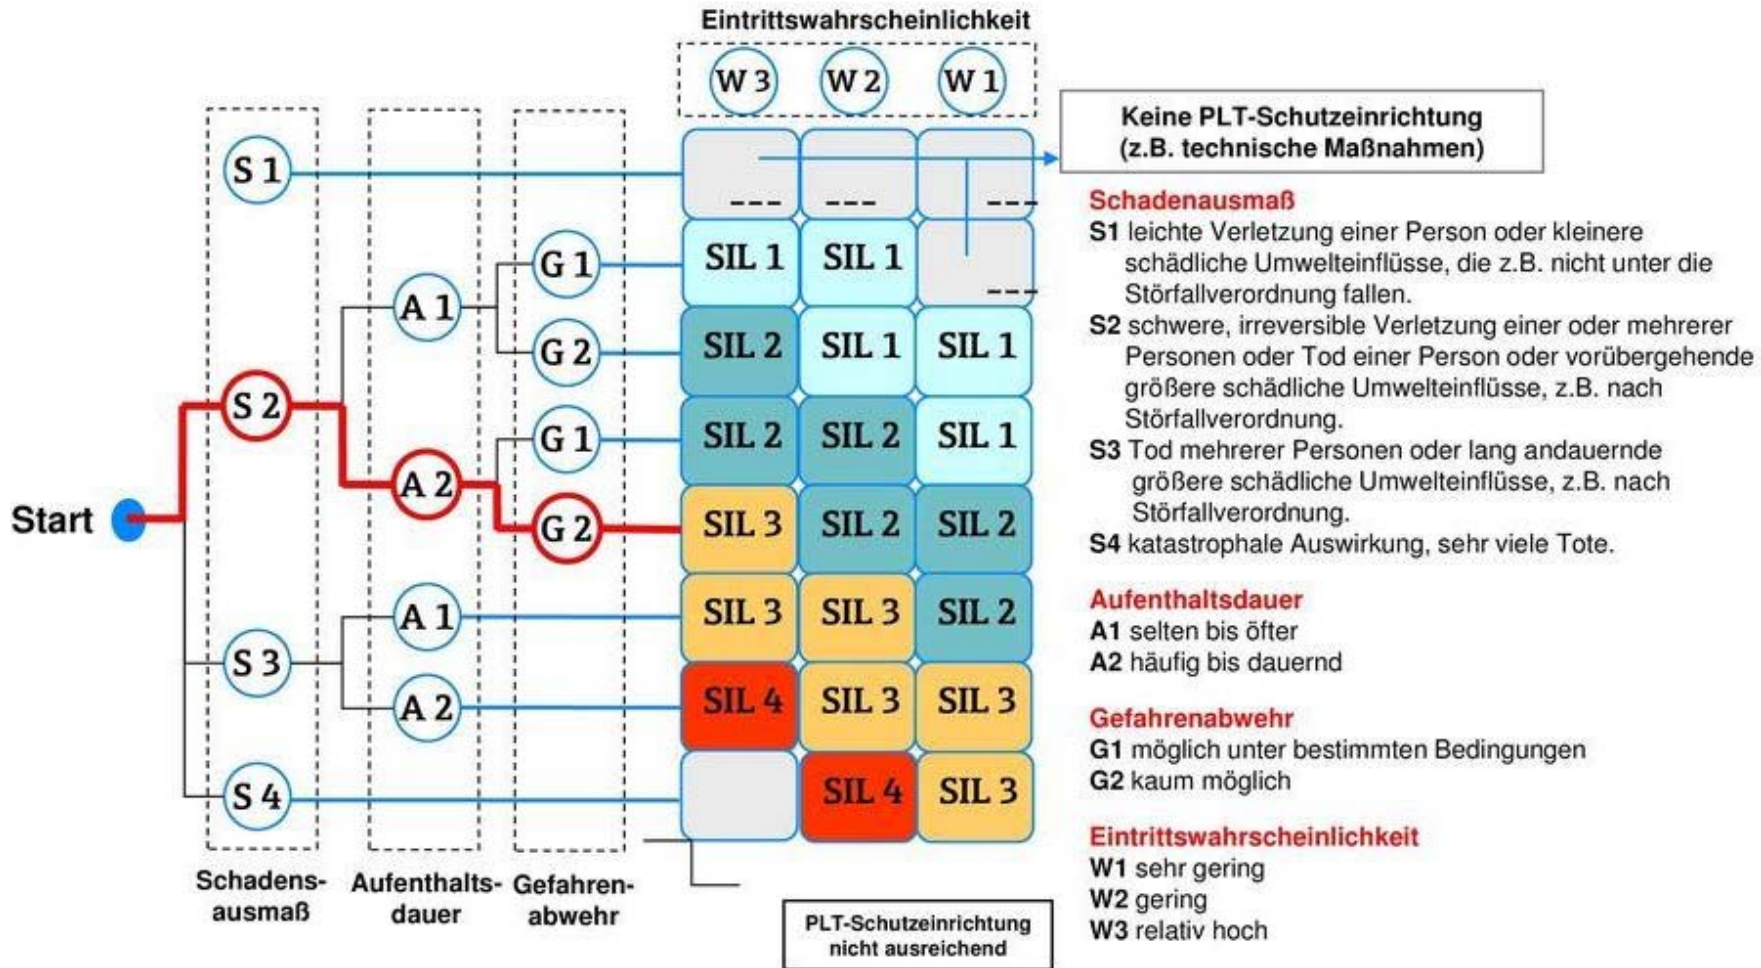 Eintrittswahrscheinlichkeit
W 3 W 2 W 1
Keine PLT-Schutzeinrichtung
(z.B. technische Maßnahmen)
S 1
--- --- ---
G 1 SIL 1 SIL 1 ---
A 1
G 2 SIL 2 SIL 1 SIL 1
S 2
G 1 SIL 2 SIL 2 SIL 1
A 2
Start
G 2 SIL 3 SIL 2 SIL 2
A 1 SIL 3 SIL 3 SIL 2
S 3
A 2 SIL 4 SIL 3 SIL 3
S 4 SIL 4 SIL 3
Schadens-
ausmaß
Aufenthalts-
dauer
Gefahren-
abwehr
PLT-Schutzeinrichtung
nicht ausreichend
Schadenausmaß
S1 leichte Verletzung einer Person oder kleinere
schädliche Umwelteinflüsse, die z.B. nicht unter die
Störfallverordnung fallen.
S2 schwere, irreversible Verletzung einer oder mehrerer
Personen oder Tod einer Person oder vorübergehende
größere schädliche Umwelteinflüsse, z.B. nach
Störfallverordnung.
S3 Tod mehrerer Personen oder lang andauernde
größere schädliche Umwelteinflüsse, z.B. nach
Störfallverordnung.
S4 katastrophale Auswirkung, sehr viele Tote.
Aufenthaltsdauer
A1 selten bis öfter
A2 häufig bis dauernd
Gefahrenabwehr
G1 möglich unter bestimmten Bedingungen
G2 kaum möglich
Eintrittswahrscheinlichkeit
W1 sehr gering
W2 gering
W3 relativ hoch